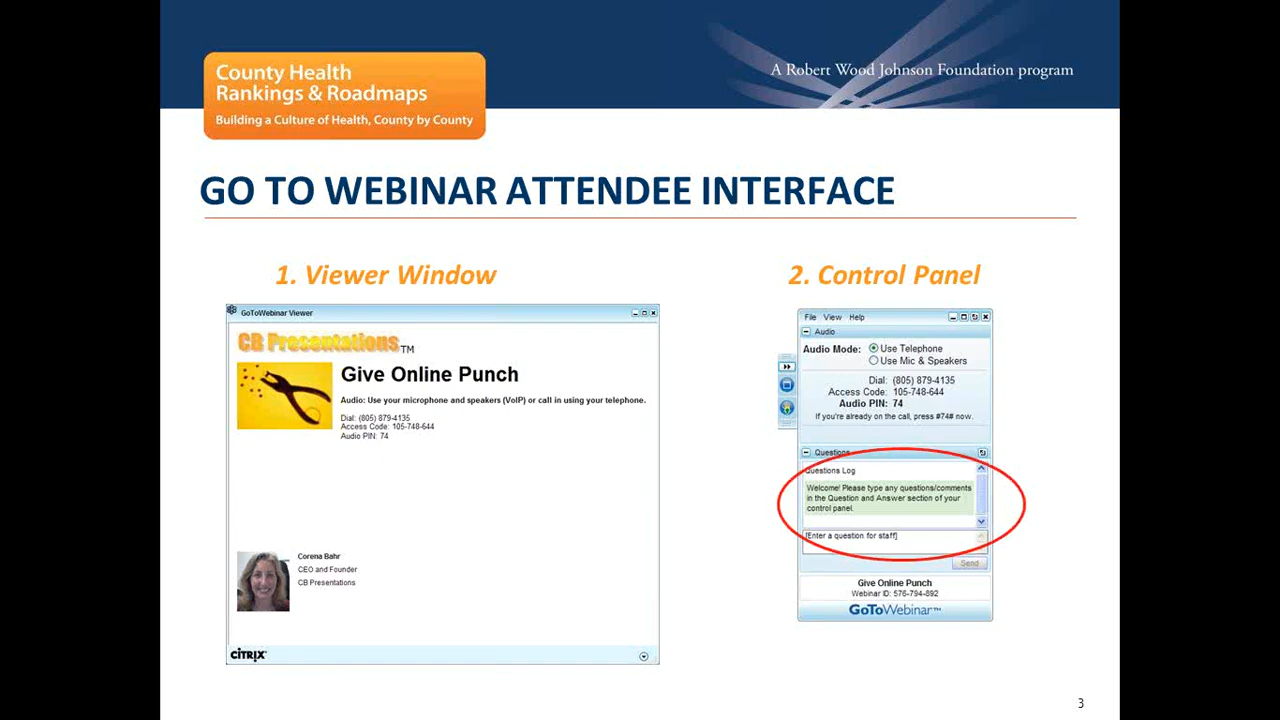 County Health
Rankings & Roadmaps
Building a Culture of Health, County by County
A Robert Wood Johnson Foundation program
GO TO WEBINAR ATTENDEE INTERFACE
1. Viewer Window
GoToWebinar Viewer
CB Presentations TM
Give Online Punch
Audio: Use your microphone and speakers (VoIP) or call in using your telephone.
Dial: (805) 879-4135
Access Code: 105-748-644
Audio PIN: 74
Corena Bahr
CEO and Founder
CB Presentations
CITRIX
2. Control Panel
File View Help
Audio
Audio Mode: Use Telephone
Use Mic & Speakers
Dial: (805) 879-4135
Access Code: 105-748-644
Audio PIN: 74
If you're already on the call, press #74# now.
Questions
Questions Log
Welcome! Please type any questions/comments
in the Question and Answer section of your
control panel.
[Enter a question for staff]
Send
Give Online Punch
Webinar ID: 576-794-892
GoToWebinar™
3